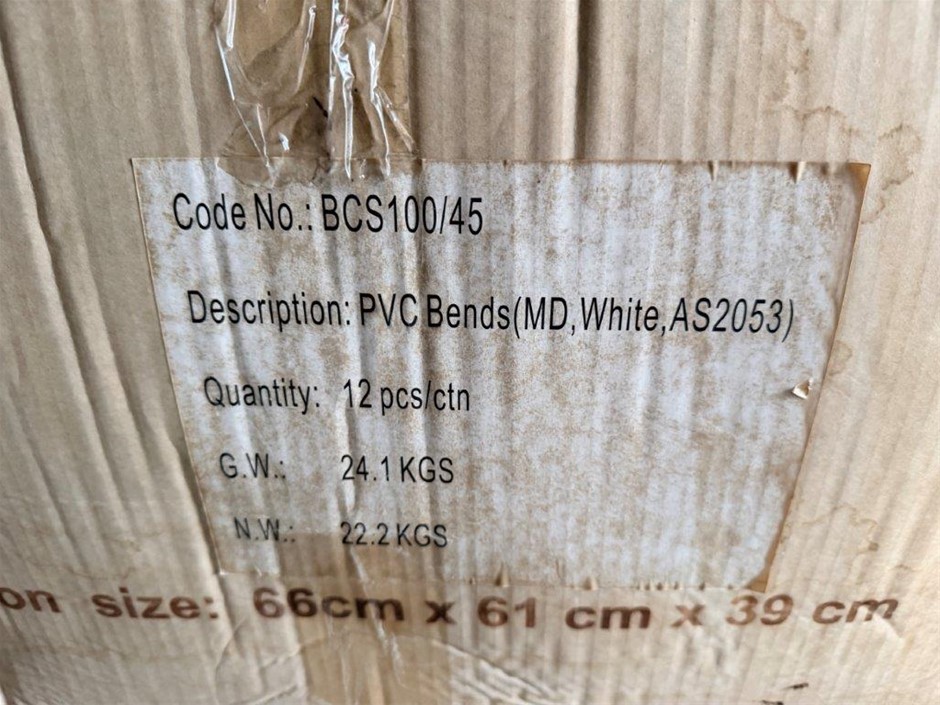 Code No.: BCS100/45
Description: PVC Bends(MD,White,AS2053)
Quantity: 12 pcs/ctn
G.W.: 24.1 KGS
N.W.: 22.2 KGS
on size: 66cm x 61 cm x 39 cm